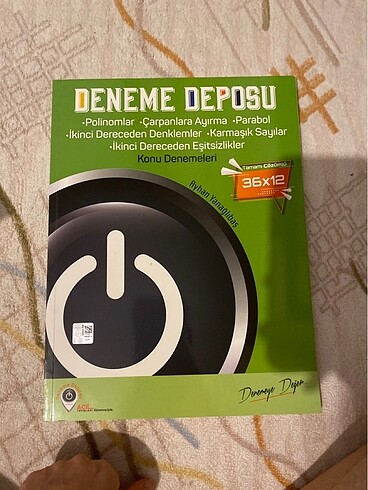 DENEME DEPOSU
•Polinomlar •Çarpanlara Ayırma •Parabol
•İkinci Dereceden Denklemler •Karmaşık Sayılar
•İkinci Dereceden Eşitsizlikler
Konu Denemeleri
Tamamı Çözümlü
36x12
Ayhan Yanağlıbaş
Denemeye Değer